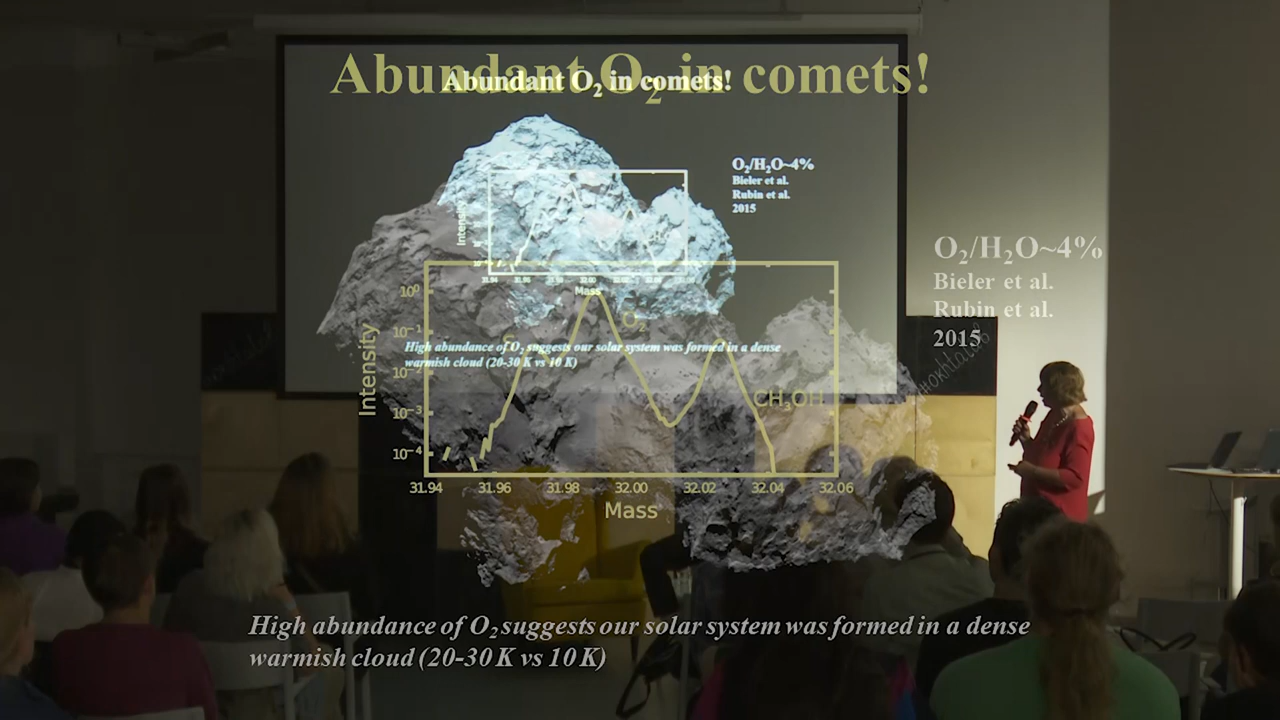 Abundant O₂ in comets!
Abundant O₂ in comets!
O₂/H₂O~4%
Bieler et al.
Rubin et al.
2015
Intensity
Mass
High abundance of O₂ suggests our solar system was formed in a dense
warmish cloud (20-30 K vs 10 K)
O₂/H₂O~4%
Bieler et al.
Rubin et al.
2015
Intensity
10⁰
10⁻¹
10⁻²
10⁻³
10⁻⁴
O₂
CH₃OH
31.94 31.96 31.98 32.00 32.02 32.04 32.06
Mass
High abundance of O₂ suggests our solar system was formed in a dense
warmish cloud (20-30 K vs 10 K)